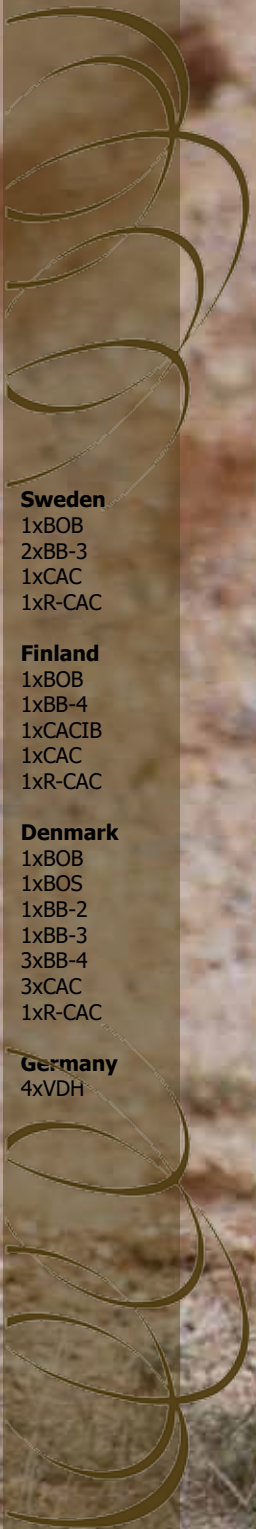 Sweden
1xBOB
2xBB-3
1xCAC
1xR-CAC
Finland
1xBOB
1xBB-4
1xCACIB
1xCAC
1xR-CAC
Denmark
1xBOB
1xBOS
1xBB-2
1xBB-3
3xBB-4
3xCAC
1xR-CAC
Germany
4xVDH